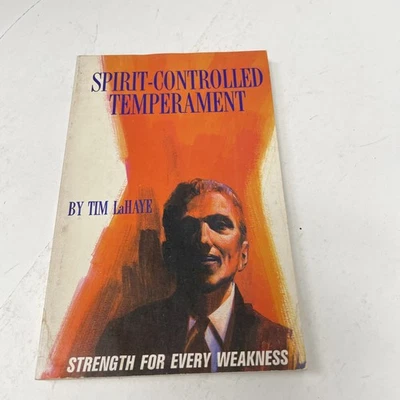 SPIRIT-CONTROLLED
TEMPERAMENT
BY TIM LaHAYE
STRENGTH FOR EVERY WEAKNESS